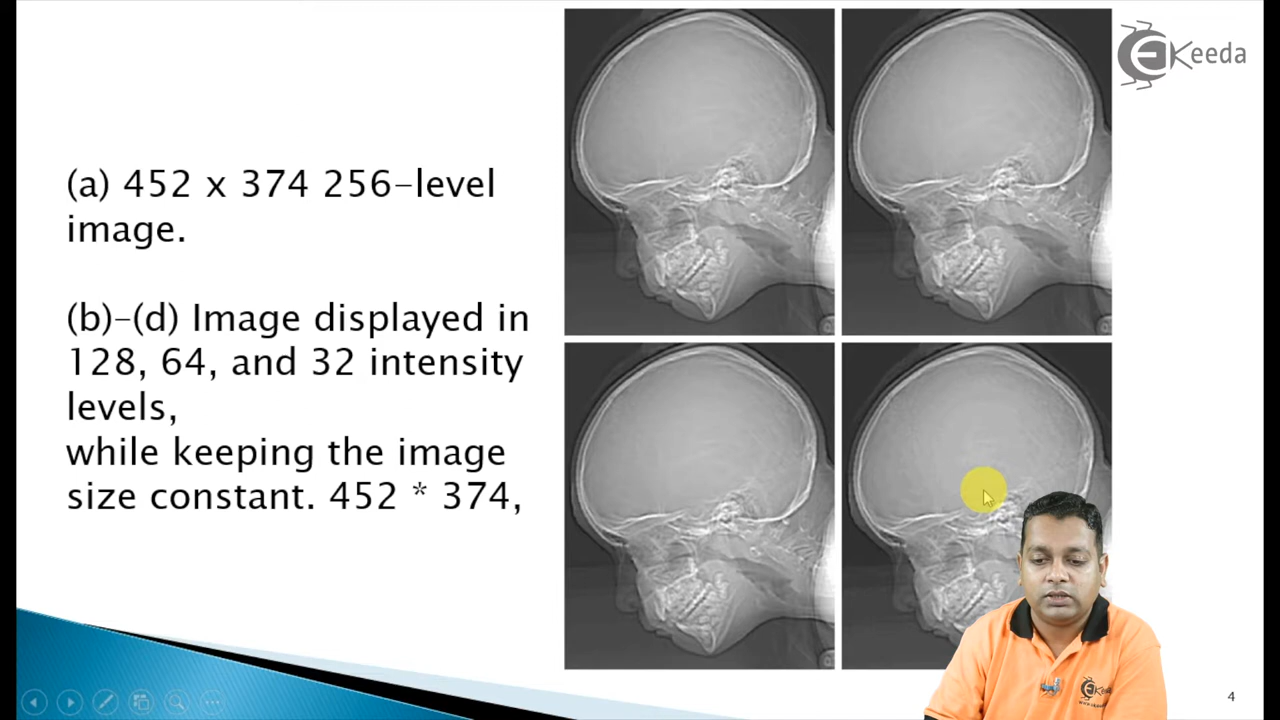 (a) 452 x 374 256-level
image.
(b)-(d) Image displayed in
128, 64, and 32 intensity
levels,
while keeping the image
size constant. 452 * 374,
EKeeda
4